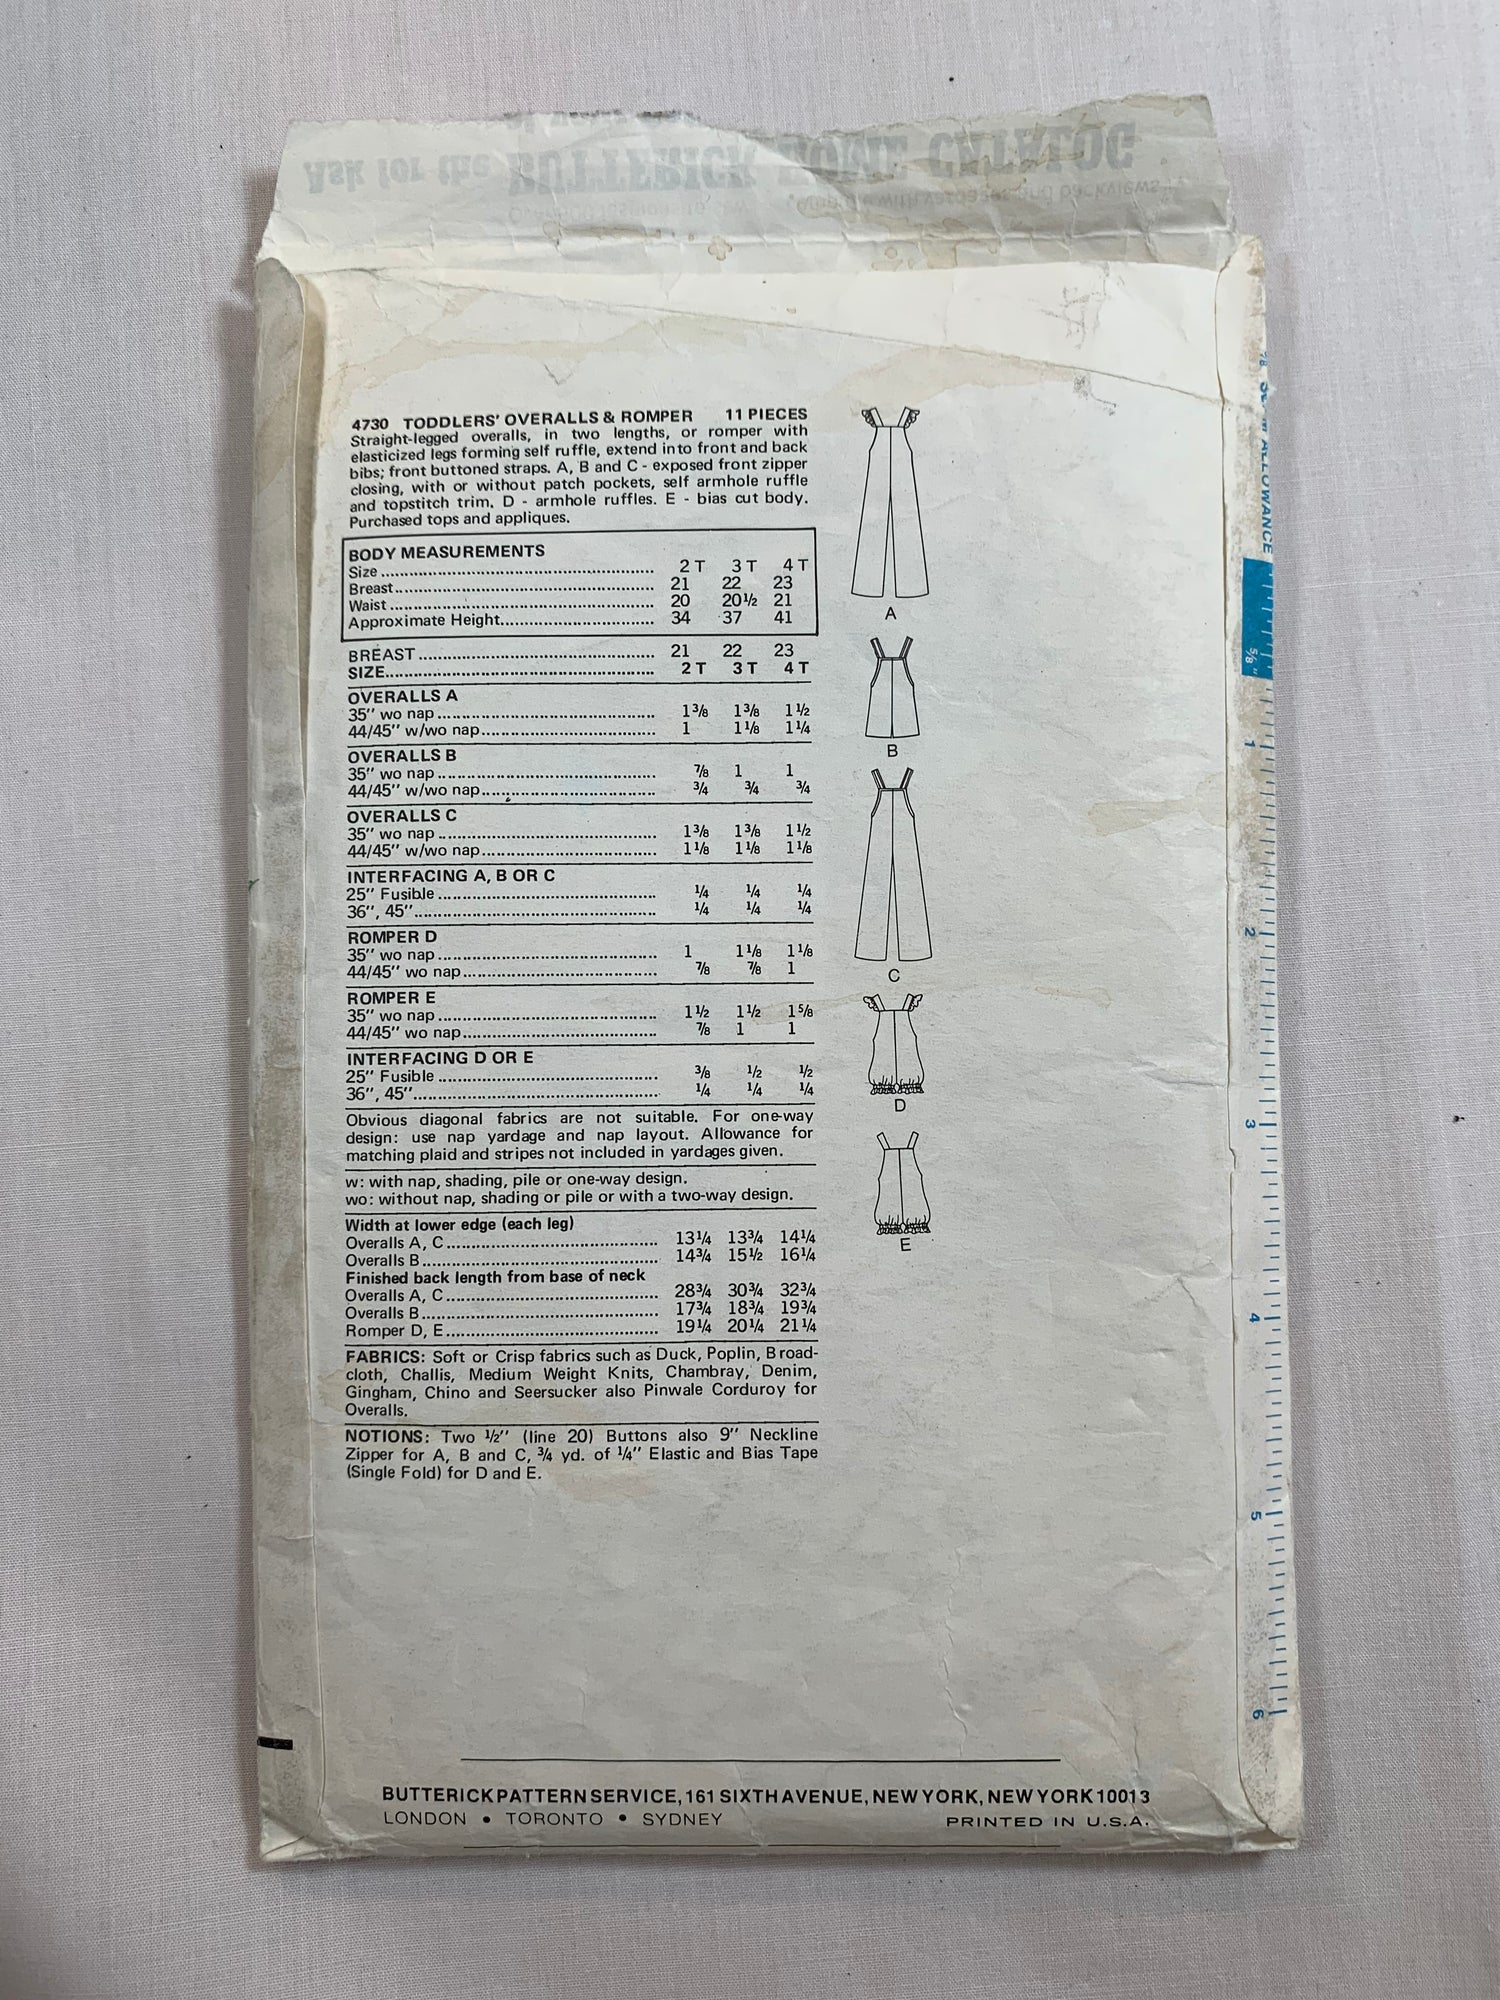 Ask for the BUTTERICK HOME CATALOG
and backviews
4730 TODDLERS' OVERALLS & ROMPER 11 PIECES
Straight-legged overalls, in two lengths, or romper with
elasticized legs forming self ruffle, extend into front and back
bibs; front buttoned straps. A, B and C - exposed front zipper
closing, with or without patch pockets, self armhole ruffle
and topstitch trim. D - armhole ruffles. E - bias cut body.
Purchased tops and appliques.
BODY MEASUREMENTS
Size 2 T 3 T 4 T
Breast 21 22 23
Waist 20 20½ 21
Approximate Height 34 37 41
BREAST 21 22 23
SIZE 2 T 3 T 4 T
OVERALLS A
35" wo nap 1⅜ 1⅜ 1½
44/45" w/wo nap 1 1⅛ 1¼
OVERALLS B
35" wo nap ⅞ 1 1
44/45" w/wo nap ¾ ¾ ¾
OVERALLS C
35" wo nap 1⅜ 1⅜ 1½
44/45" w/wo nap 1⅛ 1⅛ 1⅛
INTERFACING A, B OR C
25" Fusible ¼ ¼ ¼
36", 45" ¼ ¼ ¼
ROMPER D
35" wo nap 1 1⅛ 1⅛
44/45" wo nap ⅞ ⅞ 1
ROMPER E
35" wo nap 1½ 1½ 1⅝
44/45" wo nap ⅞ 1 1
INTERFACING D OR E
25" Fusible ⅜ ½ ½
36", 45" ¼ ¼ ¼
Obvious diagonal fabrics are not suitable. For one-way
design: use nap yardage and nap layout. Allowance for
matching plaid and stripes not included in yardages given.
w: with nap, shading, pile or one-way design.
wo: without nap, shading or pile or with a two-way design.
Width at lower edge (each leg)
Overalls A, C 13¼ 13¾ 14¼
Overalls B 14¾ 15½ 16¼
Finished back length from base of neck
Overalls A, C 28¾ 30¾ 32¾
Overalls B 17¾ 18¾ 19¾
Romper D, E 19¼ 20¼ 21¼
FABRICS: Soft or Crisp fabrics such as Duck, Poplin, Broad-
cloth, Challis, Medium Weight Knits, Chambray, Denim,
Gingham, Chino and Seersucker also Pinwale Corduroy for
Overalls.
NOTIONS: Two ½" (line 20) Buttons also 9" Neckline
Zipper for A, B and C, ¾ yd. of ¼" Elastic and Bias Tape
(Single Fold) for D and E.
A
B
C
D
E
ALLOWANCE
⅝"
1
2
3
4
5
6
BUTTERICK PATTERN SERVICE, 161 SIXTH AVENUE, NEW YORK, NEW YORK 10013
LONDON • TORONTO • SYDNEY PRINTED IN U.S.A.